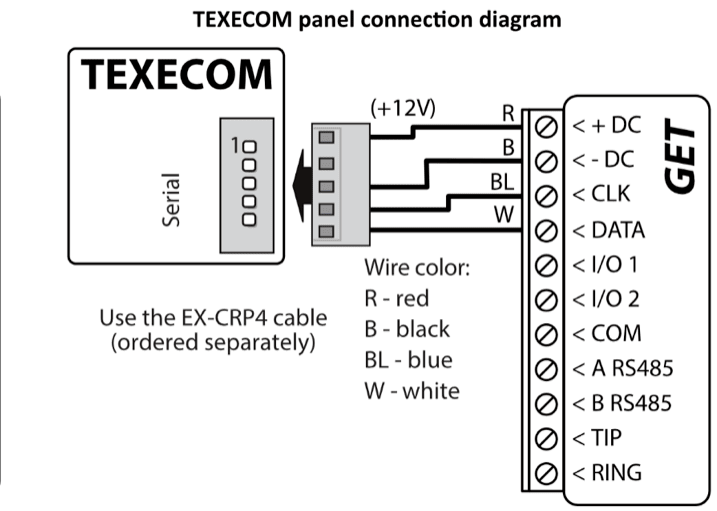 TEXECOM panel connection diagram
TEXECOM
1
Serial
Use the EX-CRP4 cable
(ordered separately)
(+12V)
R
B
BL
W
Wire color:
R - red
B - black
BL - blue
W - white
GET
< + DC
< - DC
< CLK
< DATA
< I/O 1
< I/O 2
< COM
< A RS485
< B RS485
< TIP
< RING